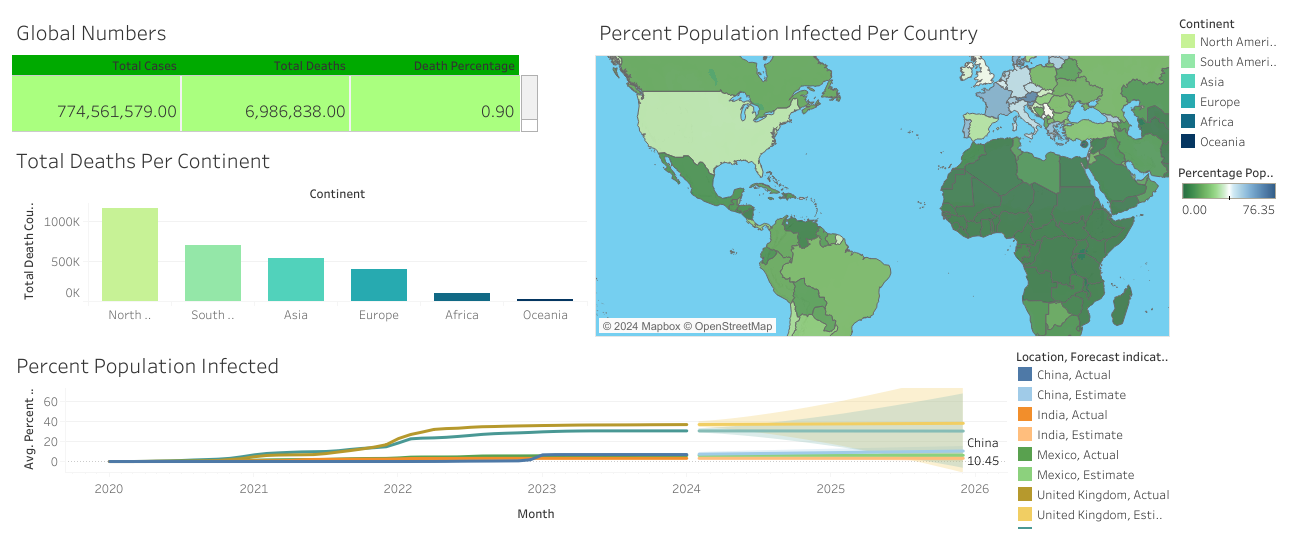 Global Numbers
Total Cases Total Deaths Death Percentage
774,561,579.00 6,986,838.00 0.90
Total Deaths Per Continent
Continent
Total Death Cou..
1000K
500K
0K
North .. South .. Asia Europe Africa Oceania
Percent Population Infected Per Country
© 2024 Mapbox © OpenStreetMap
Continent
North Ameri..
South Ameri..
Asia
Europe
Africa
Oceania
Percentage Pop..
0.00 76.35
Percent Population Infected
Avg. Percent ..
60
40
20
0
China
10.45
2020 2021 2022 2023 2024 2025 2026
Month
Location, Forecast indicat..
China, Actual
China, Estimate
India, Actual
India, Estimate
Mexico, Actual
Mexico, Estimate
United Kingdom, Actual
United Kingdom, Esti..